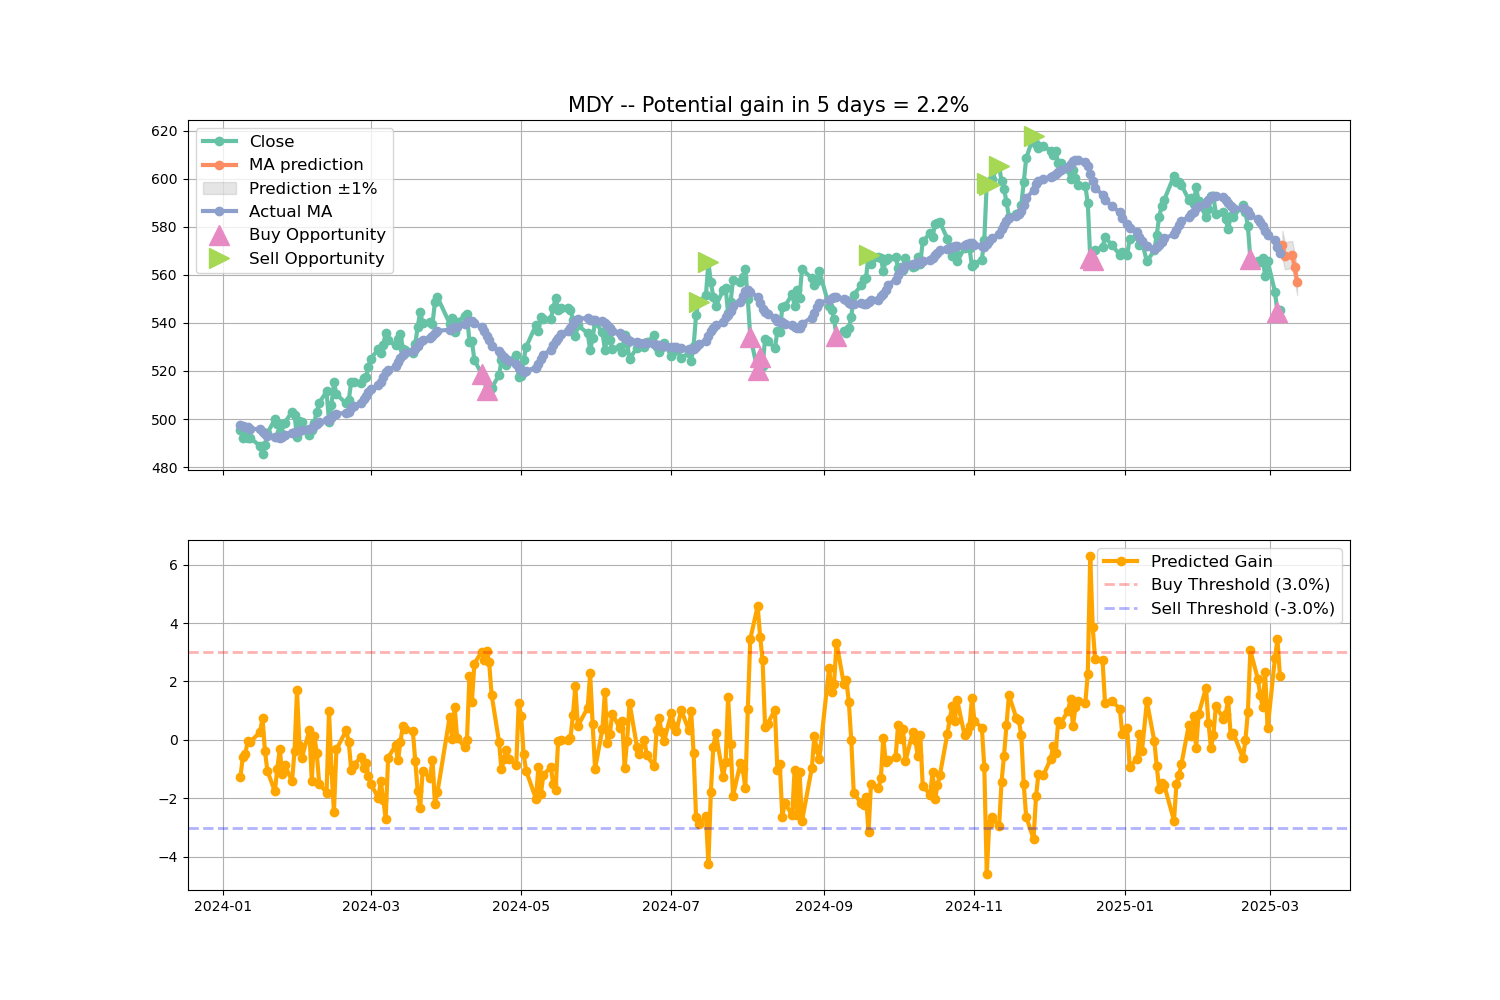 MDY -- Potential gain in 5 days = 2.2%
620
600
580
560
540
520
500
480
Close
MA prediction
Prediction ±1%
Actual MA
Buy Opportunity
Sell Opportunity
6
4
2
0
−2
−4
Predicted Gain
Buy Threshold (3.0%)
Sell Threshold (-3.0%)
2024-01
2024-03
2024-05
2024-07
2024-09
2024-11
2025-01
2025-03